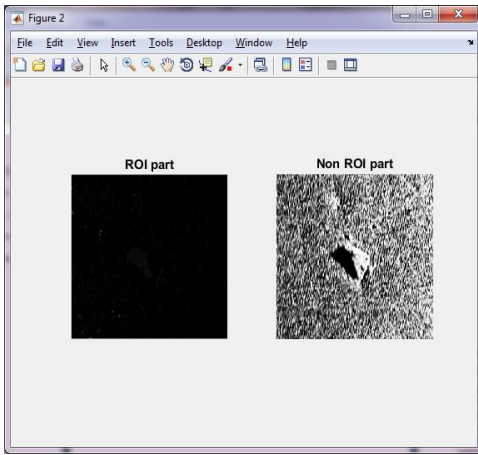 Figure 2
File Edit View Insert Tools Desktop Window Help
ROI part Non ROI part